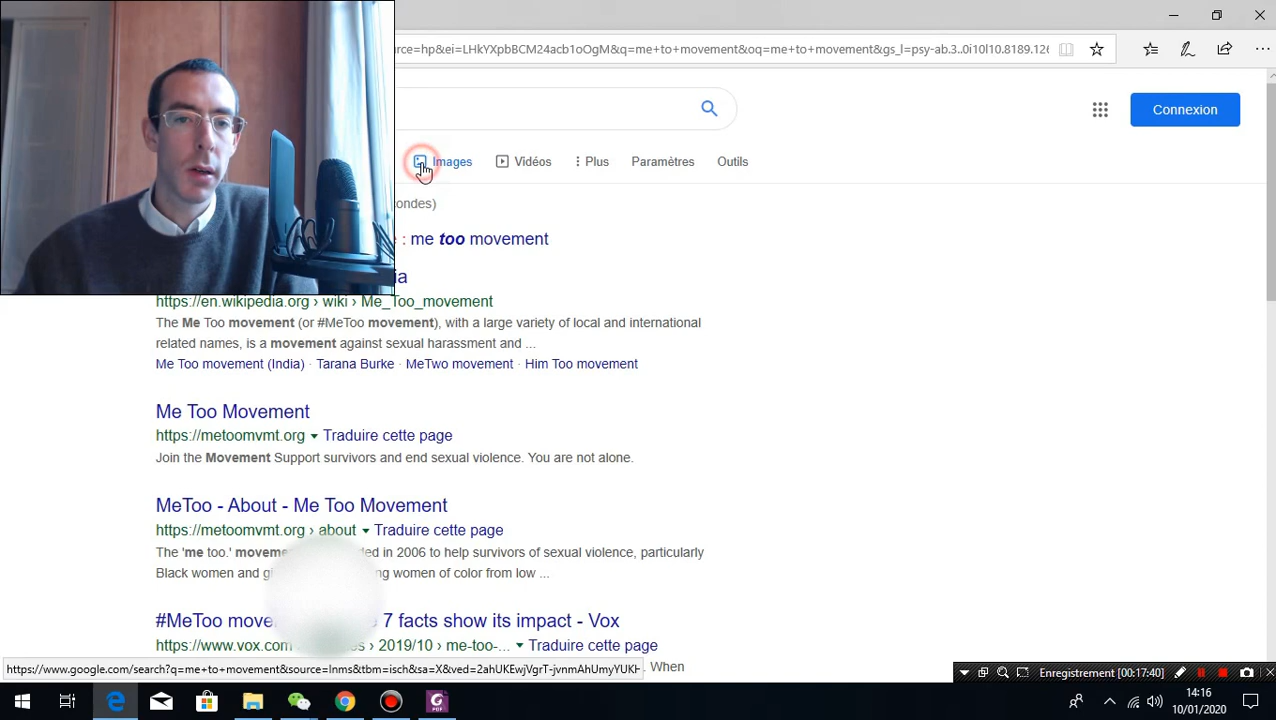 rce=hp&ei=LHkYXpbBCM24acb1oOgM&q=me+to+movement&oq=me+to+movement&gs_l=psy-ab.3..0i10l10.8189.126
Connexion
Images Vidéos Plus Paramètres Outils
ondes)
: me too movement
ia
https://en.wikipedia.org › wiki › Me_Too_movement
The Me Too movement (or #MeToo movement), with a large variety of local and international
related names, is a movement against sexual harassment and ...
Me Too movement (India) · Tarana Burke · MeTwo movement · Him Too movement
Me Too Movement
https://metoomvmt.org Traduire cette page
Join the Movement Support survivors and end sexual violence. You are not alone.
MeToo - About - Me Too Movement
https://metoomvmt.org › about Traduire cette page
The 'me too.' moveme ed in 2006 to help survivors of sexual violence, particularly
Black women and gi ng women of color from low ...
#MeToo move 7 facts show its impact - Vox
https://www.vox.com es › 2019/10 › me-too-... Traduire cette page
When
https://www.google.com/search?q=me+to+movement&source=lnms&tbm=isch&sa=X&ved=2ahUKEwjVgrT-jvnmAhUmyYUKH
Enregistrement (00:17:40)
14:16
10/01/2020